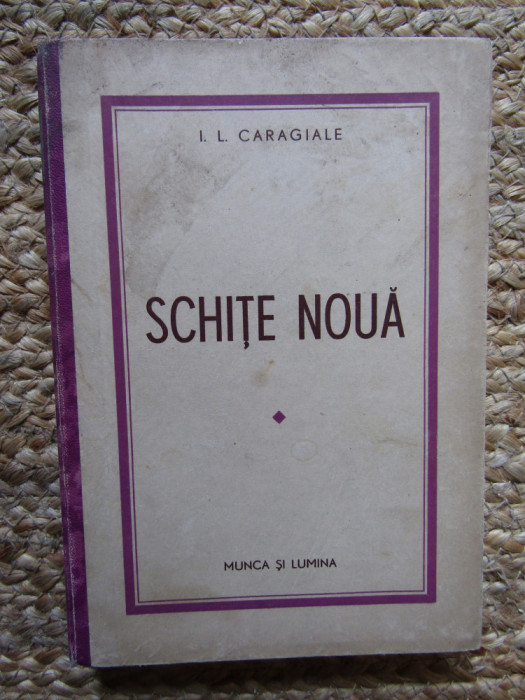 I. L. CARAGIALE
SCHIȚE NOUĂ
MUNCA ȘI LUMINA